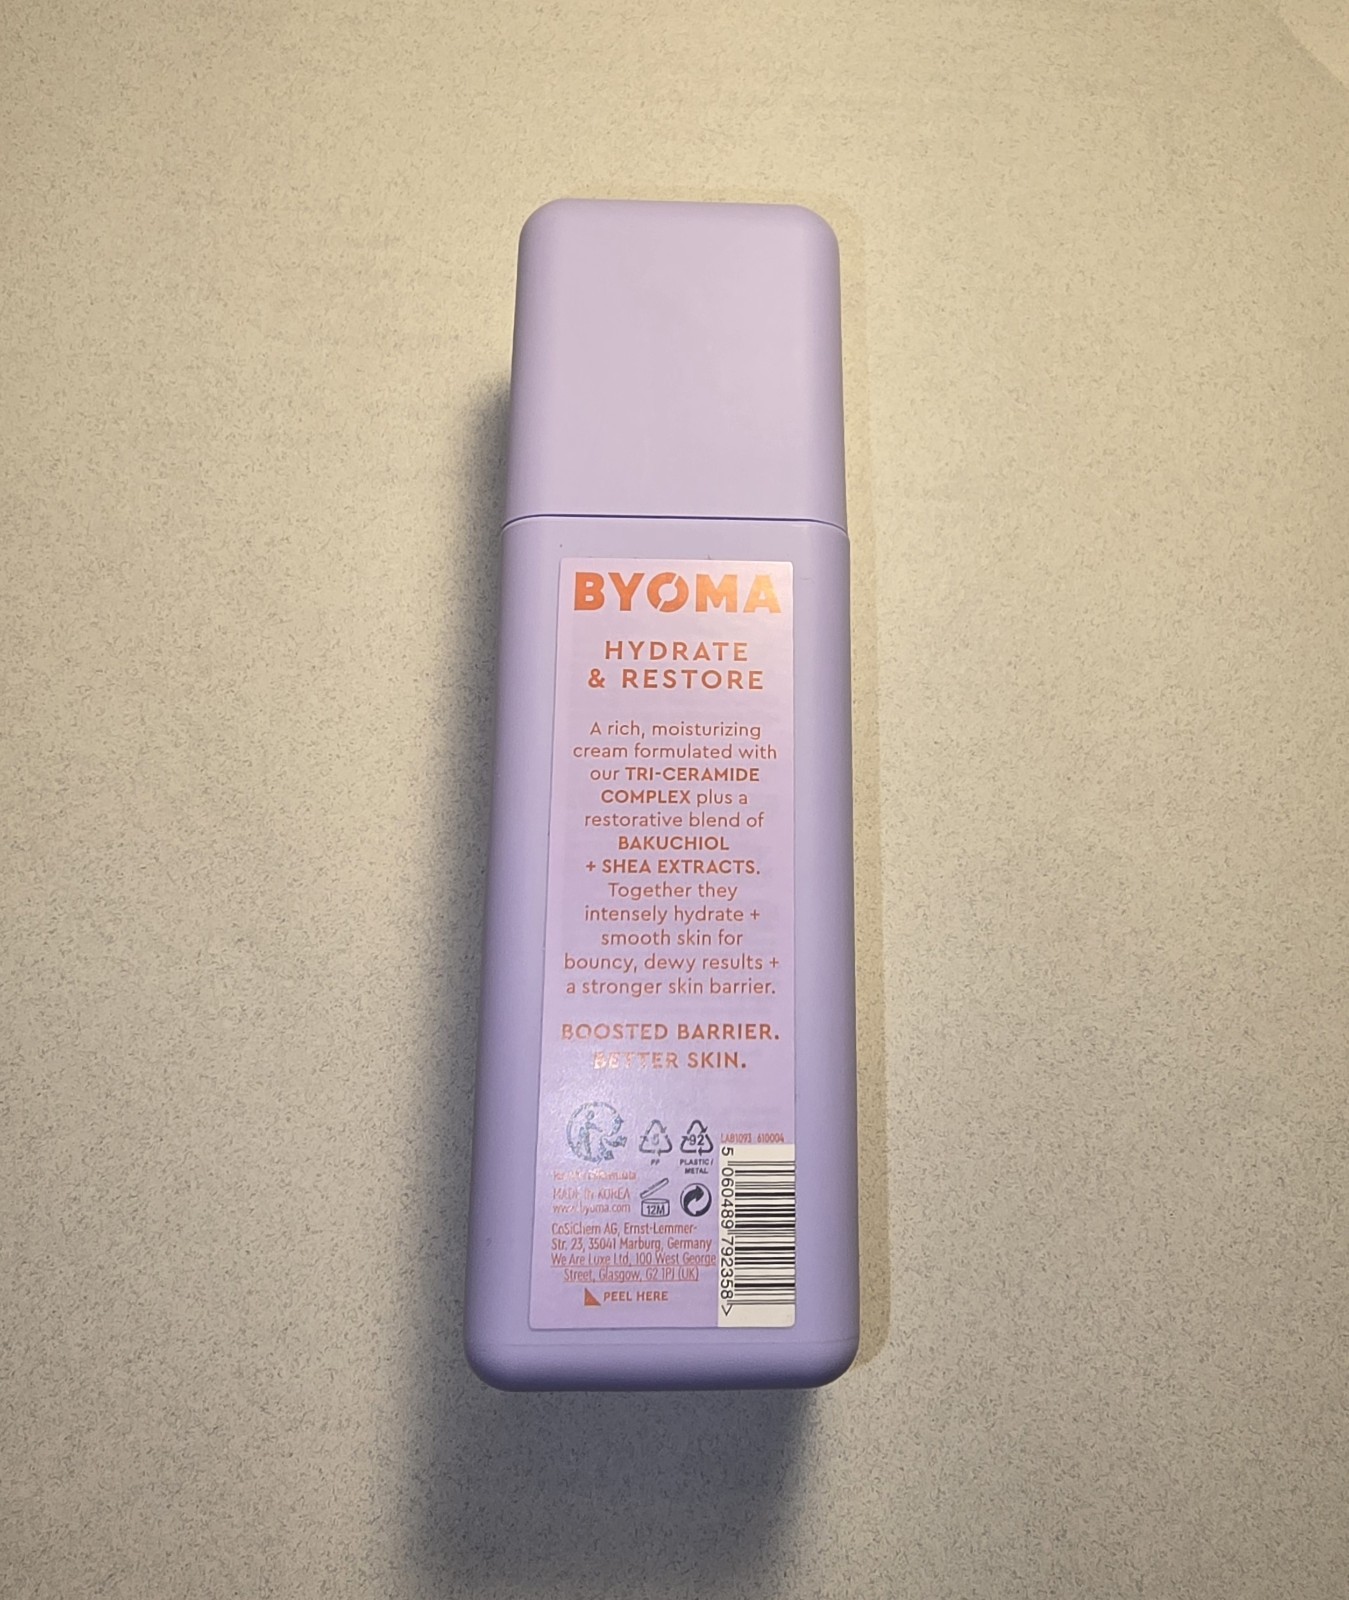 BYOMA
HYDRATE
& RESTORE
A rich, moisturizing
cream formulated with
our TRI-CERAMIDE
COMPLEX plus a
restorative blend of
BAKUCHIOL
+ SHEA EXTRACTS.
Together they
intensely hydrate +
smooth skin for
bouncy, dewy results +
a stronger skin barrier.
BOOSTED BARRIER.
BETTER SKIN.
5
PP
92
PLASTIC/
METAL
LAB1093 610004
MADE IN KOREA
www.byoma.com
12M
CoSiChem AG, Ernst-Lemmer-
Str. 23, 35041 Marburg, Germany
We Are Luxe Ltd, 100 West George
Street, Glasgow, G2 1PJ (UK)
PEEL HERE
5 060489 792358 >